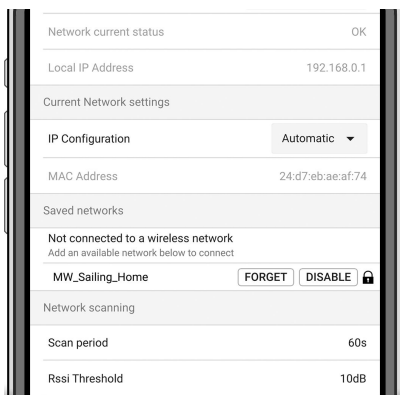 Network current status OK
Local IP Address 192.168.0.1
Current Network settings
IP Configuration Automatic
MAC Address 24:d7:eb:ae:af:74
Saved networks
Not connected to a wireless network
Add an available network below to connect
MW_Sailing_Home FORGET DISABLE
Network scanning
Scan period 60s
Rssi Threshold 10dB